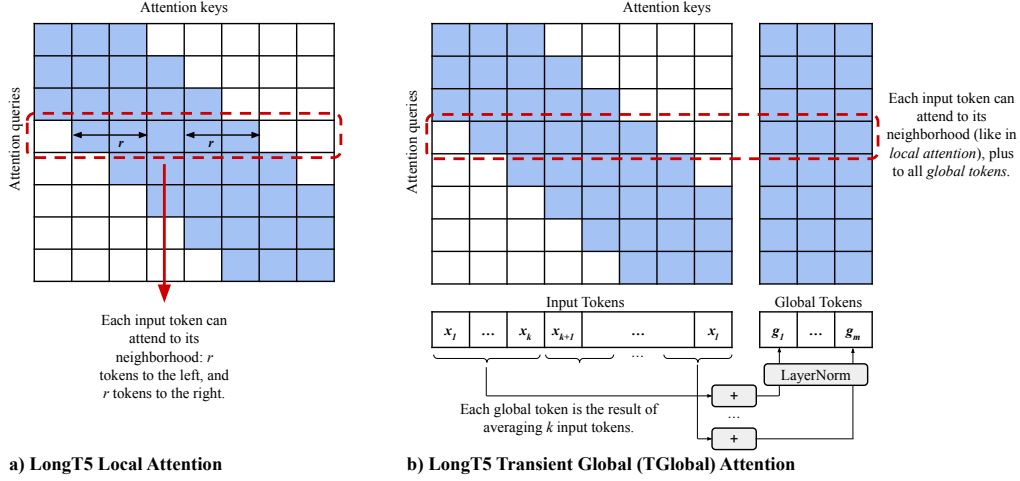 Attention keys
Attention queries
r
r
Each input token can
attend to its
neighborhood: r
tokens to the left, and
r tokens to the right.
a) LongT5 Local Attention
Attention keys
Attention queries
Each input token can
attend to its
neighborhood (like in
local attention), plus
to all global tokens.
Input Tokens
Global Tokens
x1 ... xk xk+1 ... xl
g1 ... gm
... ... ...
LayerNorm
+
...
+
Each global token is the result of
averaging k input tokens.
b) LongT5 Transient Global (TGlobal) Attention